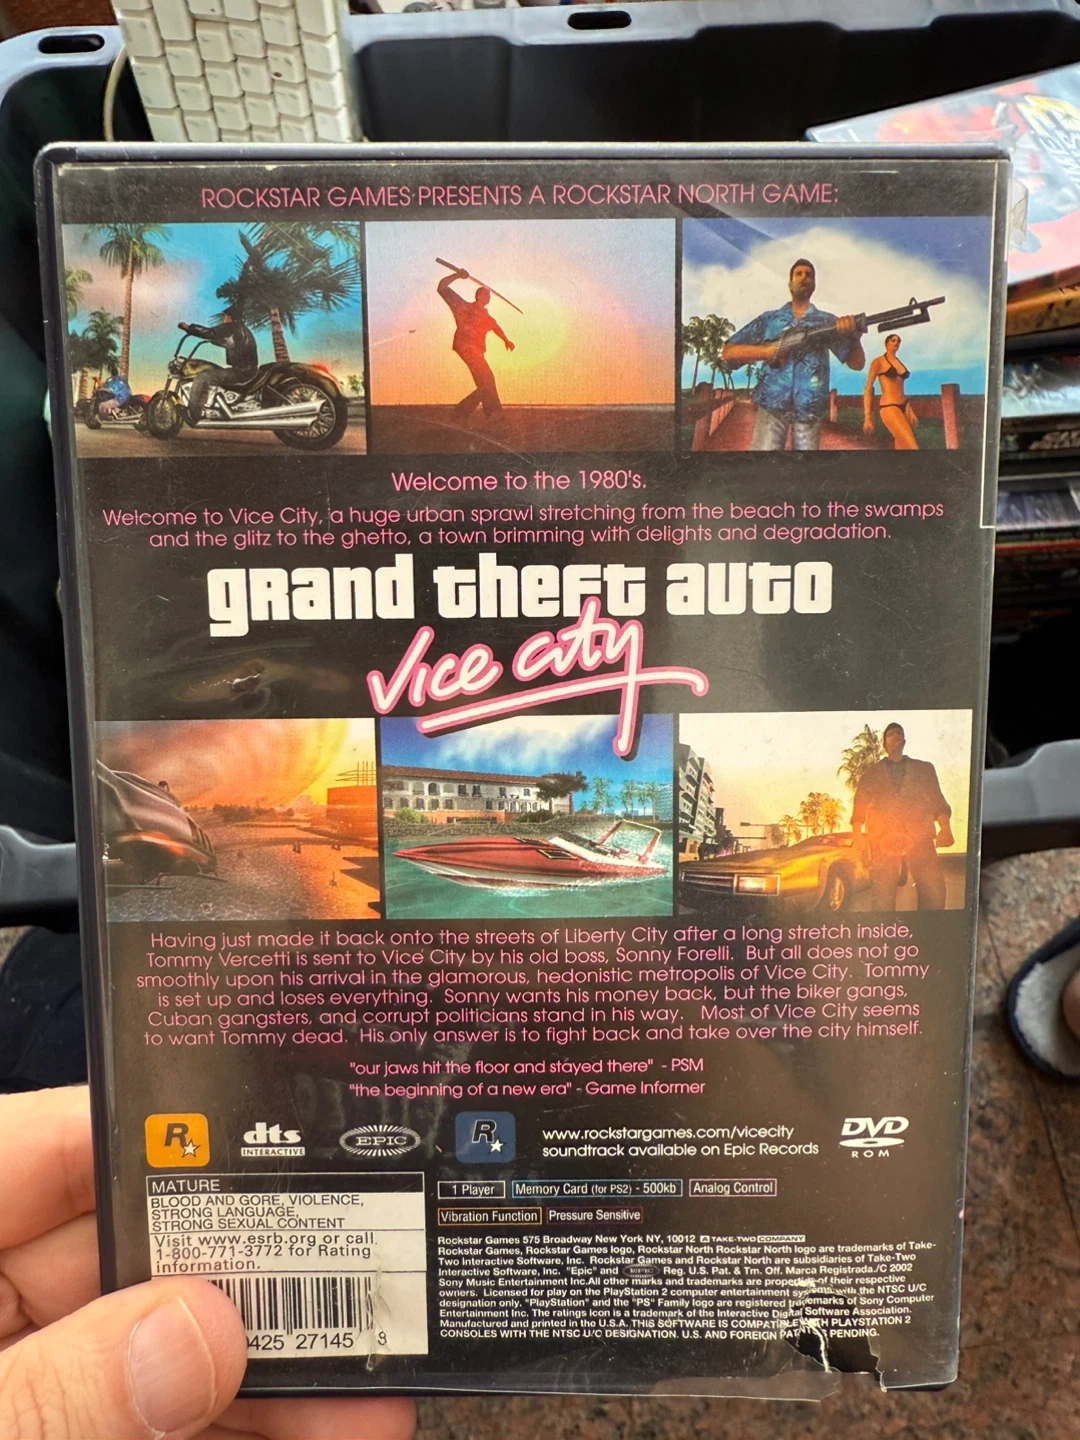 ROCKSTAR GAMES PRESENTS A ROCKSTAR NORTH GAME:
Welcome to the 1980's.
Welcome to Vice City, a huge urban sprawl stretching from the beach to the swamps
and the glitz to the ghetto, a town brimming with delights and degradation.
grand theft auto
Vice City
Having just made it back onto the streets of Liberty City after a long stretch inside,
Tommy Vercetti is sent to Vice City by his old boss, Sonny Forelli. But all does not go
smoothly upon his arrival in the glamorous, hedonistic metropolis of Vice City. Tommy
is set up and loses everything. Sonny wants his money back, but the biker gangs,
Cuban gangsters, and corrupt politicians stand in his way. Most of Vice City seems
to want Tommy dead. His only answer is to fight back and take over the city himself.
"our jaws hit the floor and stayed there" - PSM
"the beginning of a new era" - Game Informer
R
dts
INTERACTIVE
EPIC
R
www.rockstargames.com/vicecity
soundtrack available on Epic Records
DVD
ROM
MATURE
BLOOD AND GORE, VIOLENCE,
STRONG LANGUAGE,
STRONG SEXUAL CONTENT
Visit www.esrb.org or call
1-800-771-3772 for Rating
information.
425 27145 8
1 Player
Memory Card (for PS2) - 500kb
Analog Control
Vibration Function
Pressure Sensitive
Rockstar Games 575 Broadway New York NY, 10012 A TAKE-TWO COMPANY
Rockstar Games, Rockstar Games logo, Rockstar North Rockstar North logo are trademarks of Take-
Two Interactive Software, Inc. Rockstar Games and Rockstar North are subsidiaries of Take-Two
Interactive Software, Inc. "Epic" and EPIC Reg. U.S. Pat. & Tm. Off. Marca Registrada./C 2002
Sony Music Entertainment Inc.All other marks and trademarks are properties of their respective
owners. Licensed for play on the PlayStation 2 computer entertainment systems with the NTSC U/C
designation only. "PlayStation" and the "PS" Family logo are registered trademarks of Sony Computer
Entertainment Inc. The ratings icon is a trademark of the Interactive Digital Software Association.
Manufactured and printed in the U.S.A. THIS SOFTWARE IS COMPATIBLE WITH PLAYSTATION 2
CONSOLES WITH THE NTSC U/C DESIGNATION. U.S. AND FOREIGN PATENTS PENDING.